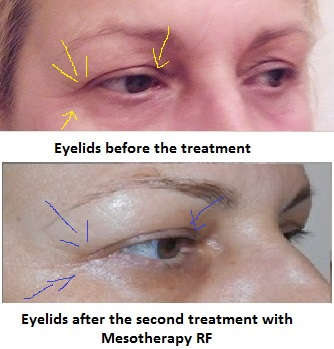 Eyelids before the treatment
Eyelids after the second treatment with
Mesotherapy RF